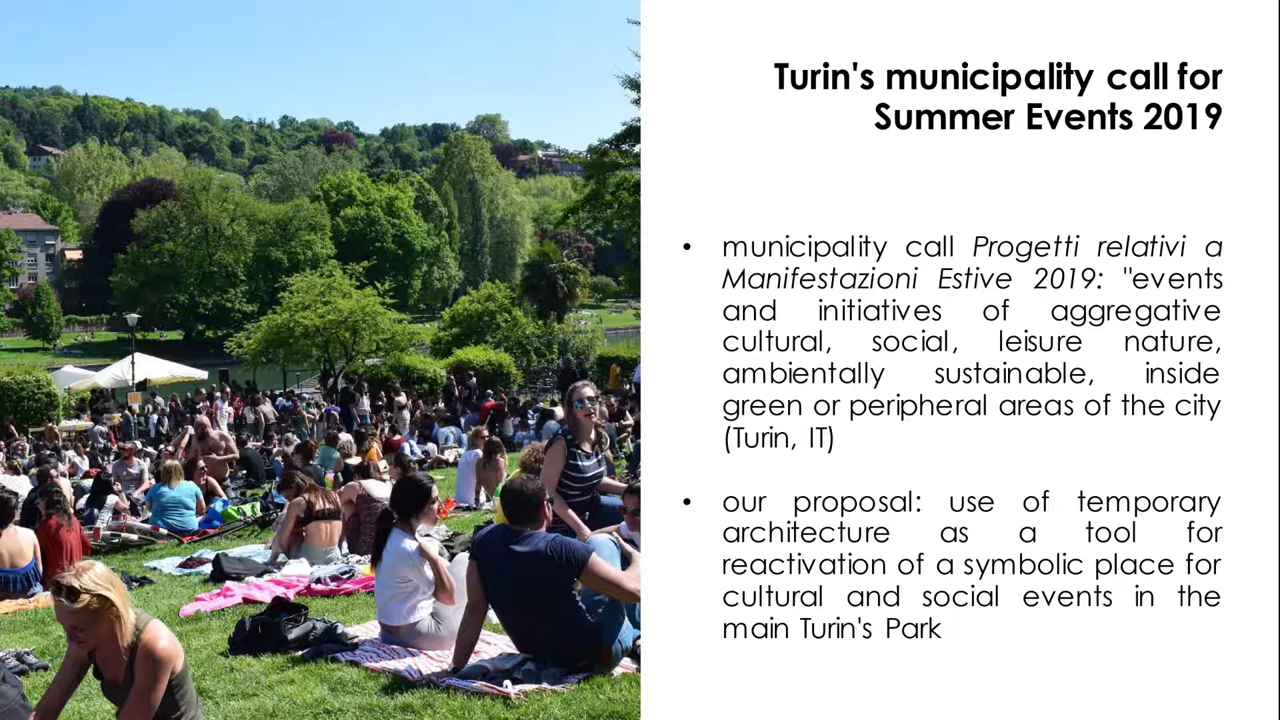 Turin's municipality call for
Summer Events 2019
• municipality call Progetti relativi a
Manifestazioni Estive 2019: "events
and initiatives of aggregative
cultural, social, leisure nature,
ambientally sustainable, inside
green or peripheral areas of the city
(Turin, IT)
• our proposal: use of temporary
architecture as a tool for
reactivation of a symbolic place for
cultural and social events in the
main Turin's Park